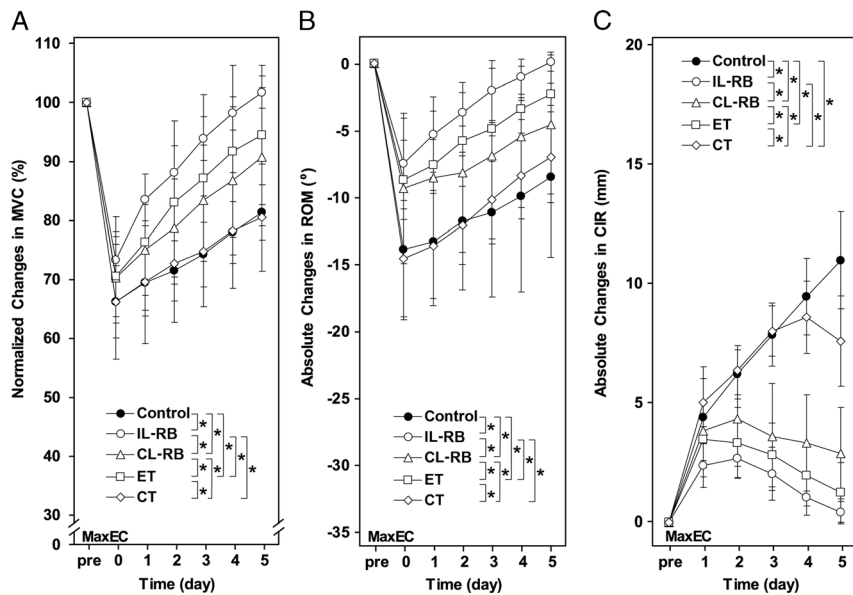 A
Normalized Changes in MVC (%)
110
100
90
80
70
60
50
40
30
0
Control
IL-RB
CL-RB
ET
CT
* * * * * * * *
MaxEC
pre 0 1 2 3 4 5
Time (day)
B
Absolute Changes in ROM (°)
0
-5
-10
-15
-20
-25
-30
-35
Control
IL-RB
CL-RB
ET
CT
* * * * * * * *
MaxEC
pre 0 1 2 3 4 5
Time (day)
C
Absolute Changes in CIR (mm)
20
15
10
5
0
Control
IL-RB
CL-RB
ET
CT
* * * * * * * *
MaxEC
pre 1 2 3 4 5
Time (day)